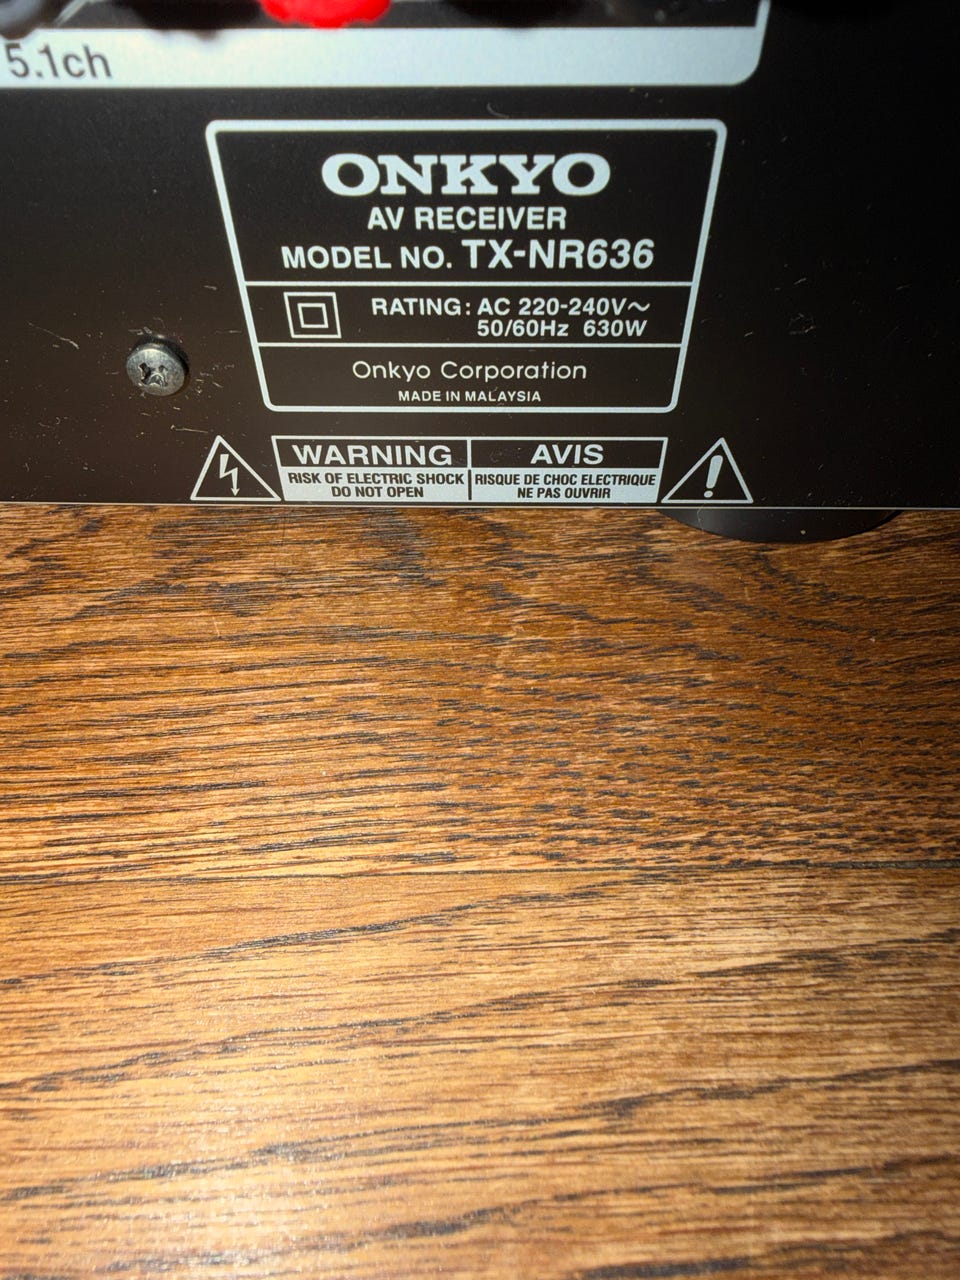 5.1ch
ONKYO
AV RECEIVER
MODEL NO. TX-NR636
RATING: AC 220-240V～
50/60Hz 630W
Onkyo Corporation
MADE IN MALAYSIA
WARNING
RISK OF ELECTRIC SHOCK
DO NOT OPEN
AVIS
RISQUE DE CHOC ELECTRIQUE
NE PAS OUVRIR